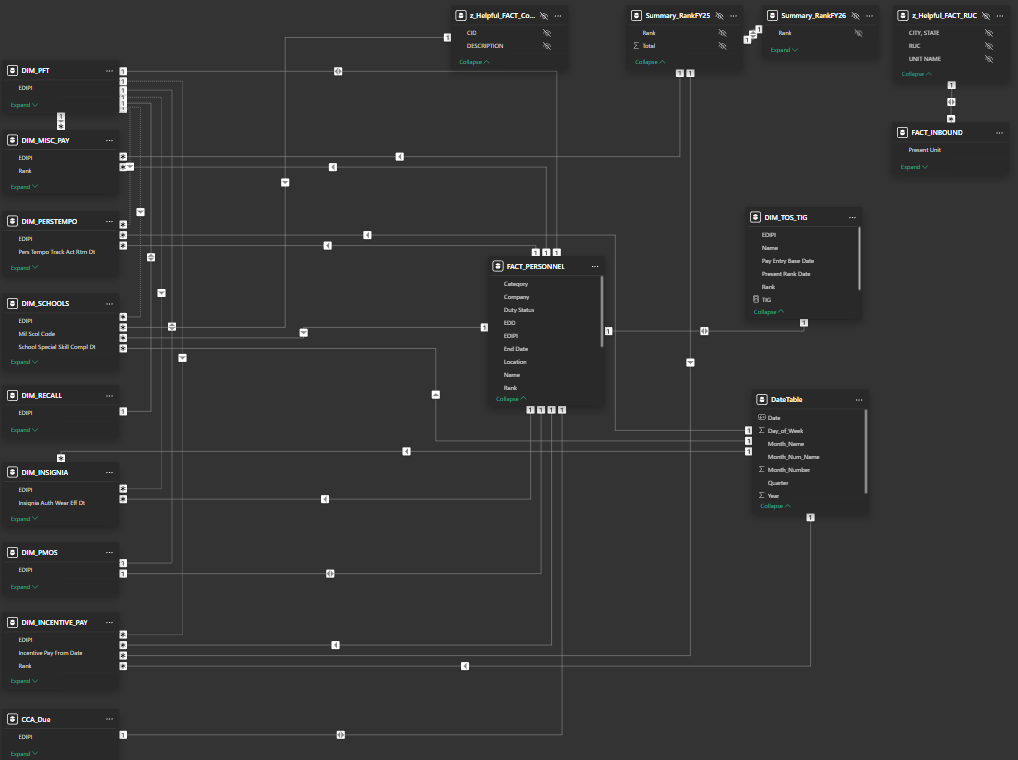 z_Helpful_FACT_Co...
CID
DESCRIPTION
Collapse
Summary_RankFY25
Rank
Total
Collapse
Summary_RankFY26
Rank
Expand
z_Helpful_FACT_RUC
CITY, STATE
RUC
UNIT NAME
Collapse
FACT_INBOUND
Present Unit
Expand
DIM_PFT
EDIPI
Expand
DIM_MISC_PAY
EDIPI
Rank
Expand
DIM_PERSTEMPO
EDIPI
Pers Tempo Track Act Rtrn Dt
Expand
DIM_SCHOOLS
EDIPI
Mil Scol Code
School Special Skill Compl Dt
Expand
DIM_RECALL
EDIPI
Expand
DIM_INSIGNIA
EDIPI
Insignia Auth Wear Eff Dt
Expand
DIM_PMOS
EDIPI
Expand
DIM_INCENTIVE_PAY
EDIPI
Incentive Pay From Date
Rank
Expand
CCA_Due
EDIPI
Expand
FACT_PERSONNEL
Category
Company
Duty Status
EDD
EDIPI
End Date
Location
Name
Rank
Collapse
DIM_TOS_TIG
EDIPI
Name
Pay Entry Base Date
Present Rank Date
Rank
TIG
Collapse
DateTable
Date
Day_of_Week
Month_Name
Month_Num_Name
Month_Number
Quarter
Year
Collapse